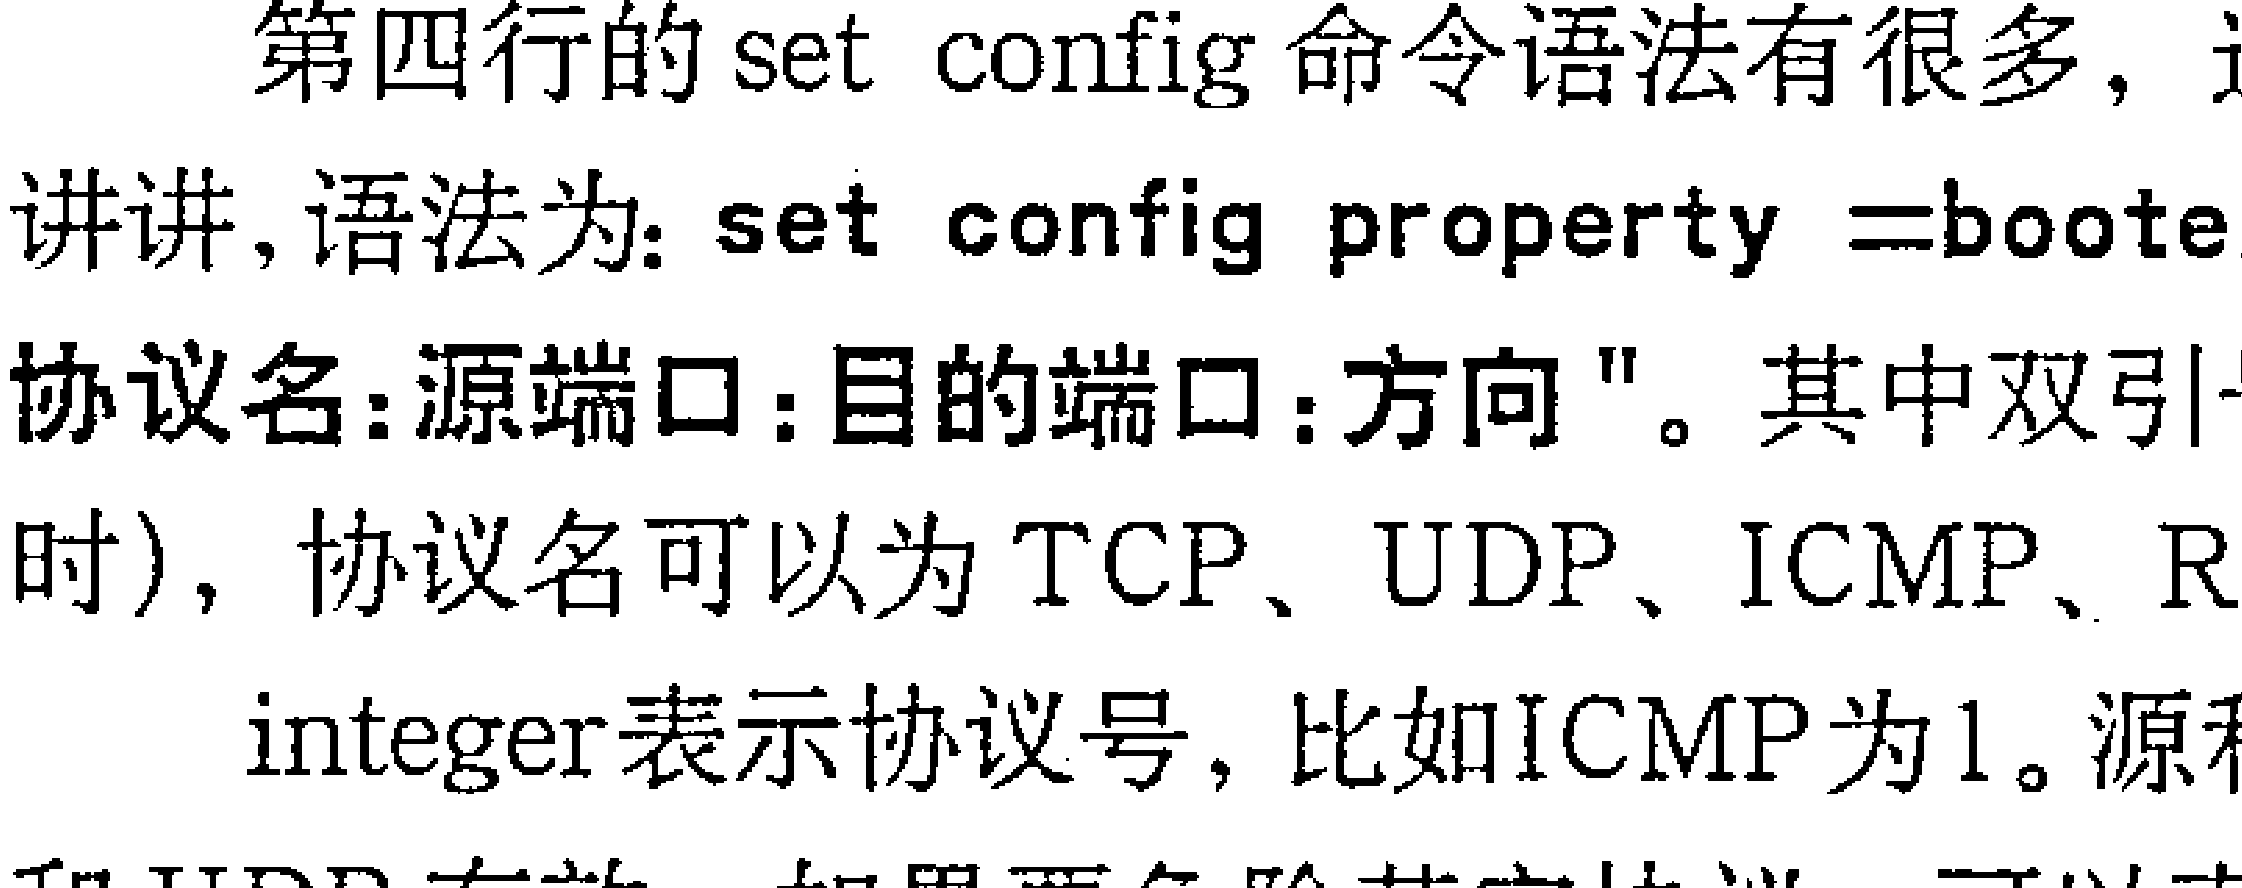 第四行的 set config 命令语法有很多，
讲讲，语法为：set config property =boote
协议名：源端口：目的端口：方向 "。其中双引
时），协议名可以为 TCP、UDP、ICMP、R
integer表示协议号，比如ICMP为1。源